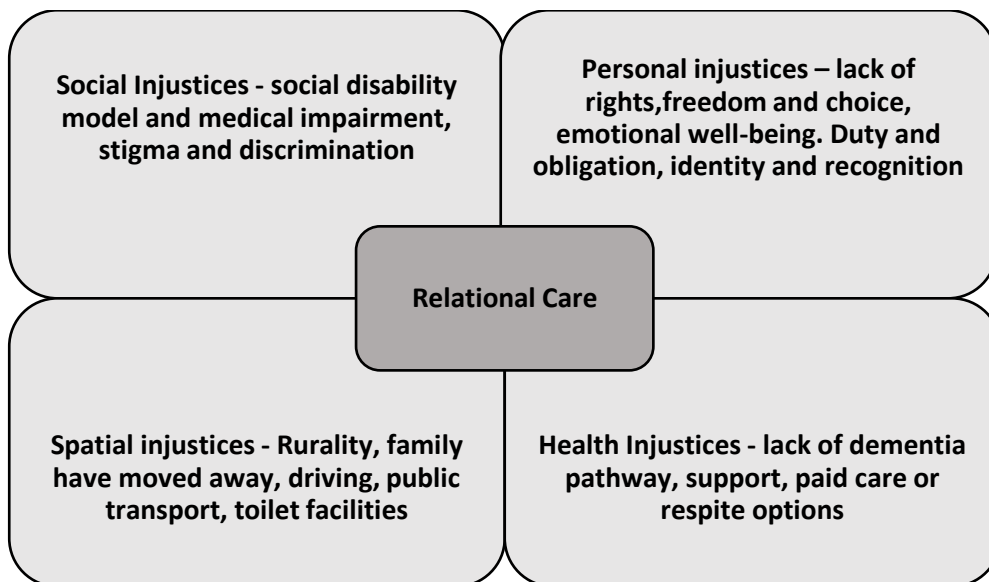 Social Injustices - social disability
model and medical impairment,
stigma and discrimination
Personal injustices – lack of
rights,freedom and choice,
emotional well-being. Duty and
obligation, identity and recognition
Relational Care
Spatial injustices - Rurality, family
have moved away, driving, public
transport, toilet facilities
Health Injustices - lack of dementia
pathway, support, paid care or
respite options